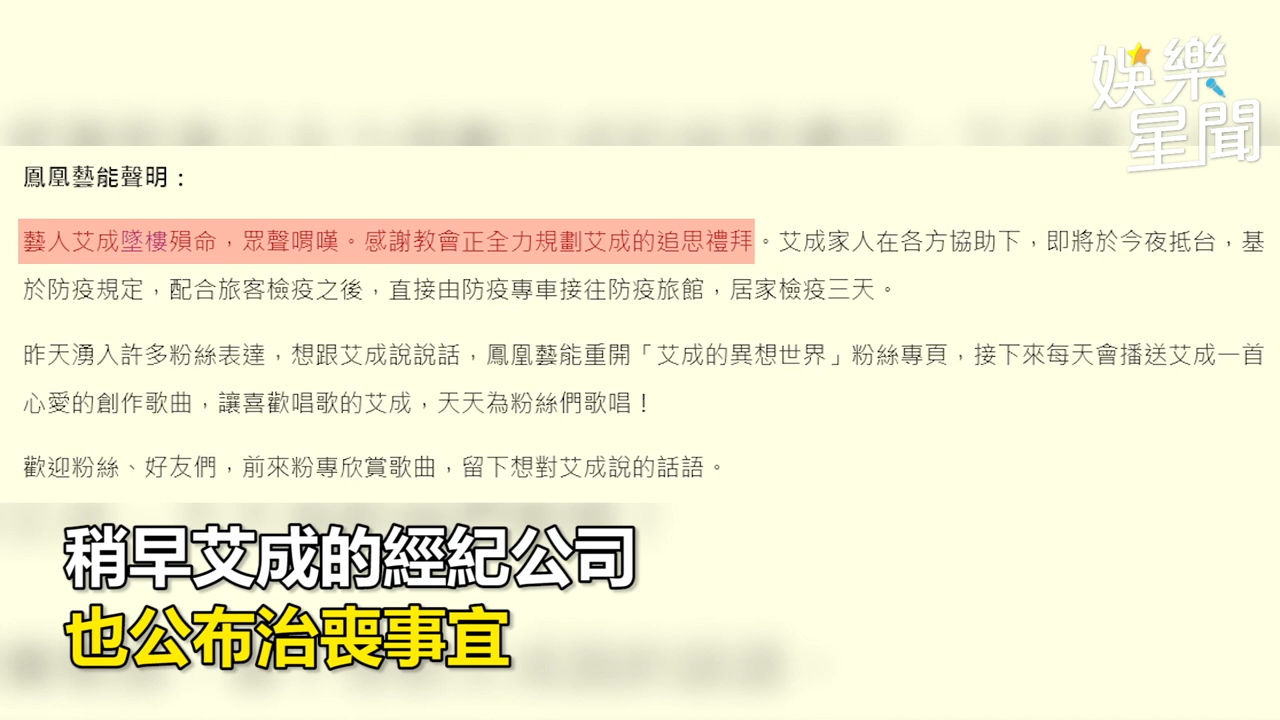 娛樂
星聞
鳳凰藝能聲明：
藝人艾成墜樓殞命，眾聲喟嘆。感謝教會正全力規劃艾成的追思禮拜。艾成家人在各方協助下，即將於今夜抵台，基
於防疫規定，配合旅客檢疫之後，直接由防疫專車接往防疫旅館，居家檢疫三天。
昨天湧入許多粉絲表達，想跟艾成說說話，鳳凰藝能重開「艾成的異想世界」粉絲專頁，接下來每天會播送艾成一首
心愛的創作歌曲，讓喜歡唱歌的艾成，天天為粉絲們歌唱！
歡迎粉絲、好友們，前來粉專欣賞歌曲，留下想對艾成說的話語。
稍早艾成的經紀公司
也公布治喪事宜